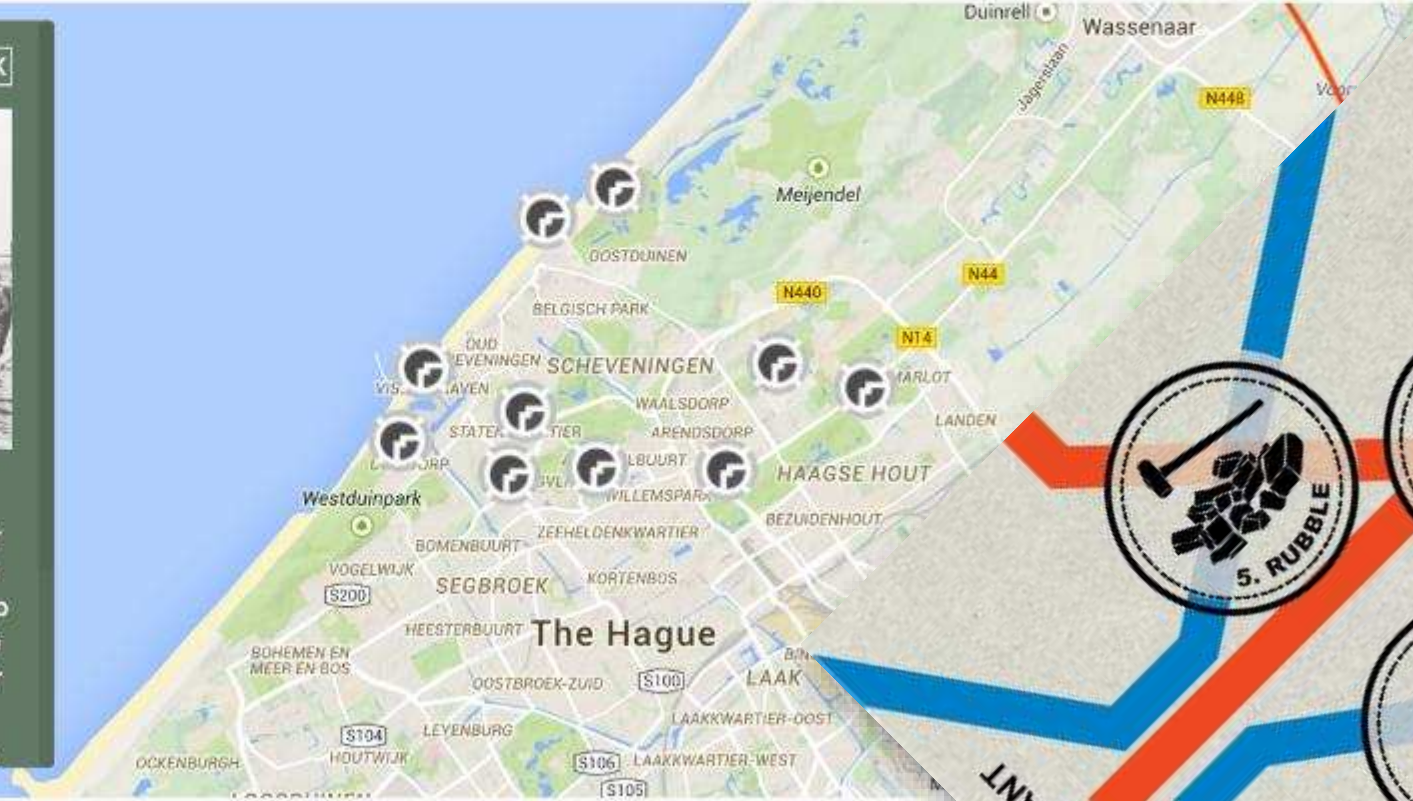 Duinrell
Wassenaar
Jagerslaan
N448
Meijendel
OOSTDUINEN
N44
N440
BELGISCH PARK
N14
OUD
SCHEVENINGEN
MARLOT
WAALSDORP
LANDEN
ARENDSDORP
HAAGSE HOUT
WILLEMSPARK
Westduinpark
BEZUIDENHOUT
ZEEHELDENKWARTIER
BOMENBUURT
VOGELWIJK
KORTENBOS
SEGBROEK
S200
5. RUBBLE
HEESTERBUURT
The Hague
BOHEMEN EN
MEER EN BOS
OOSTBROEK-ZUID
S100
LAAK
LAAKKWARTIER-OOST
LEYENBURG
S104
HOUTWIJK
OCKENBURGH
S106
LAAKKWARTIER-WEST
S105